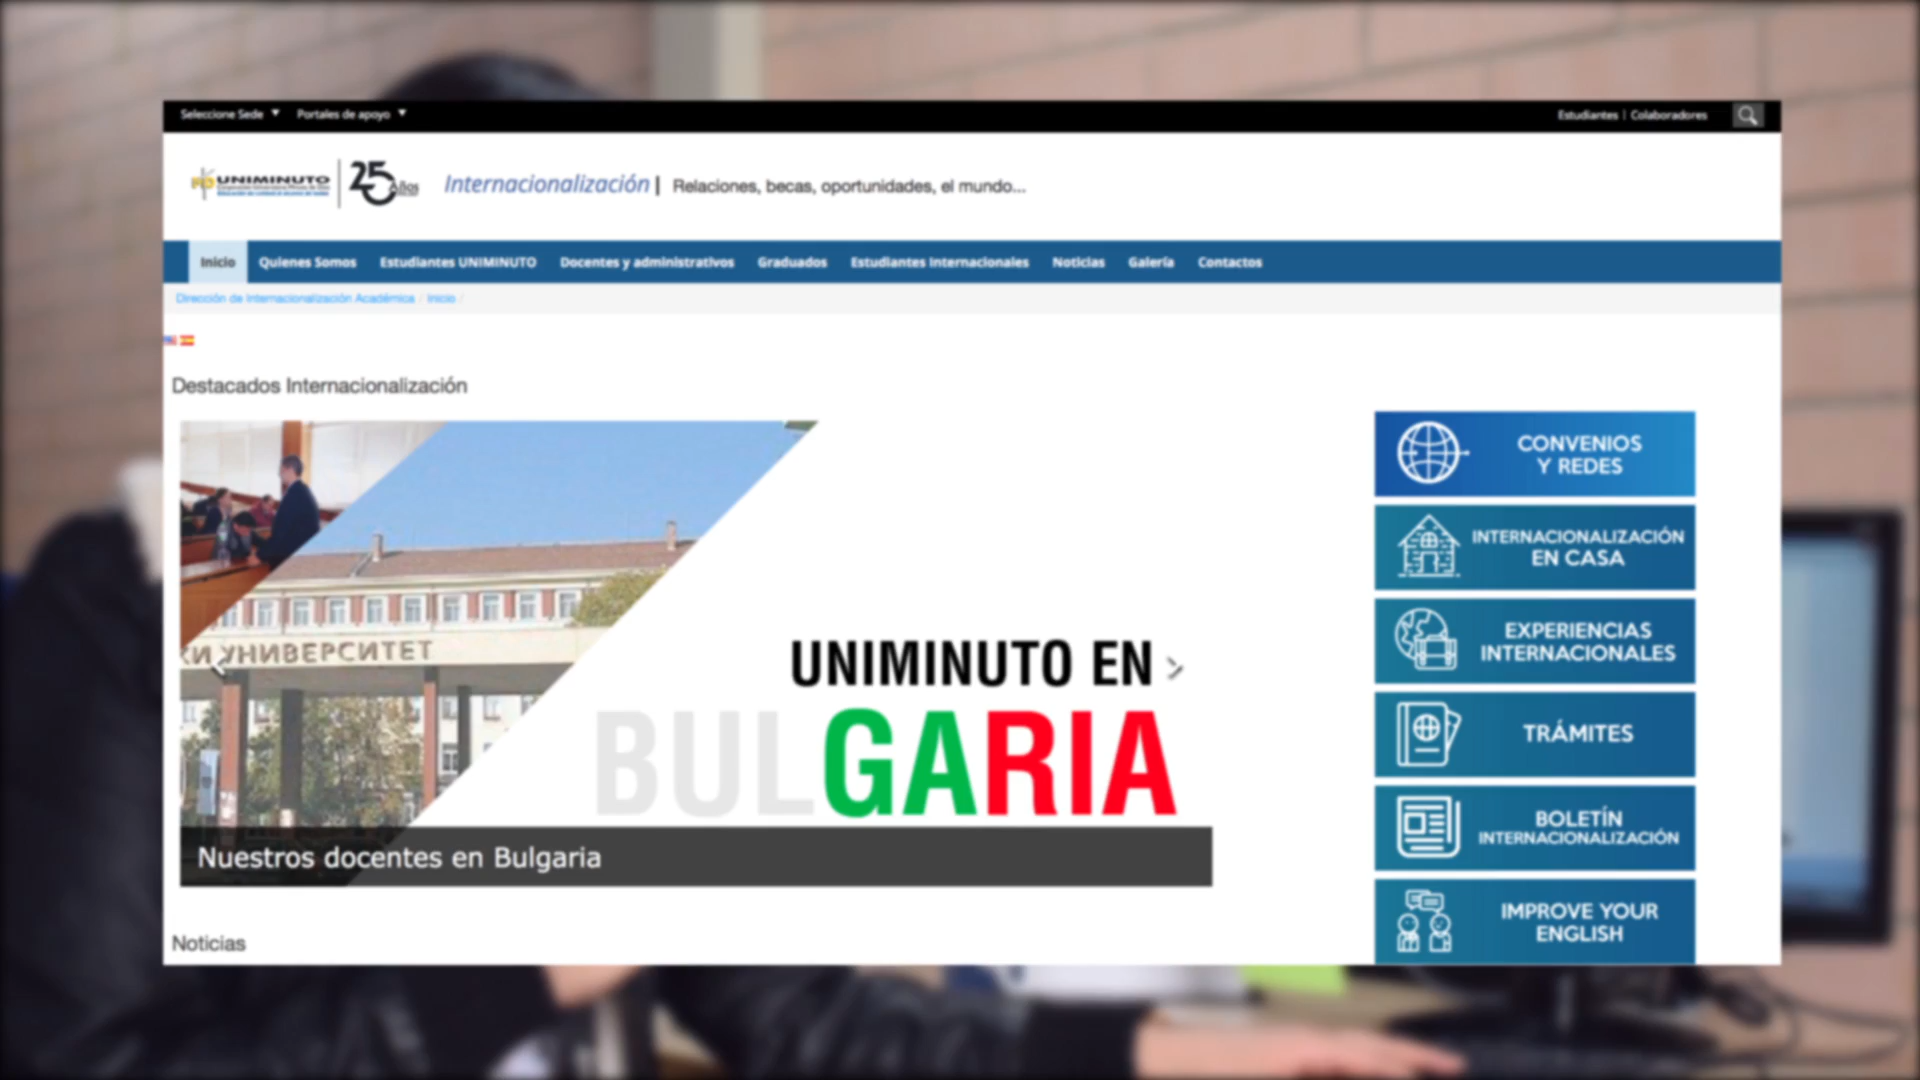 Seleccione Sede ▼ Portales de apoyo ▼ Estudiantes | Colaboradores
UNIMINUTO
25 Años
Internacionalización | Relaciones, becas, oportunidades, el mundo...
Inicio Quienes Somos Estudiantes UNIMINUTO Docentes y administrativos Graduados Estudiantes Internacionales Noticias Galería Contactos
Dirección de Internacionalización Académica / Inicio /
Destacados Internacionalización
КИ УНИВЕРСИТЕТ
UNIMINUTO EN
BULGARIA
Nuestros docentes en Bulgaria
CONVENIOS
Y REDES
INTERNACIONALIZACIÓN
EN CASA
EXPERIENCIAS
INTERNACIONALES
TRÁMITES
BOLETÍN
INTERNACIONALIZACIÓN
IMPROVE YOUR
ENGLISH
Noticias